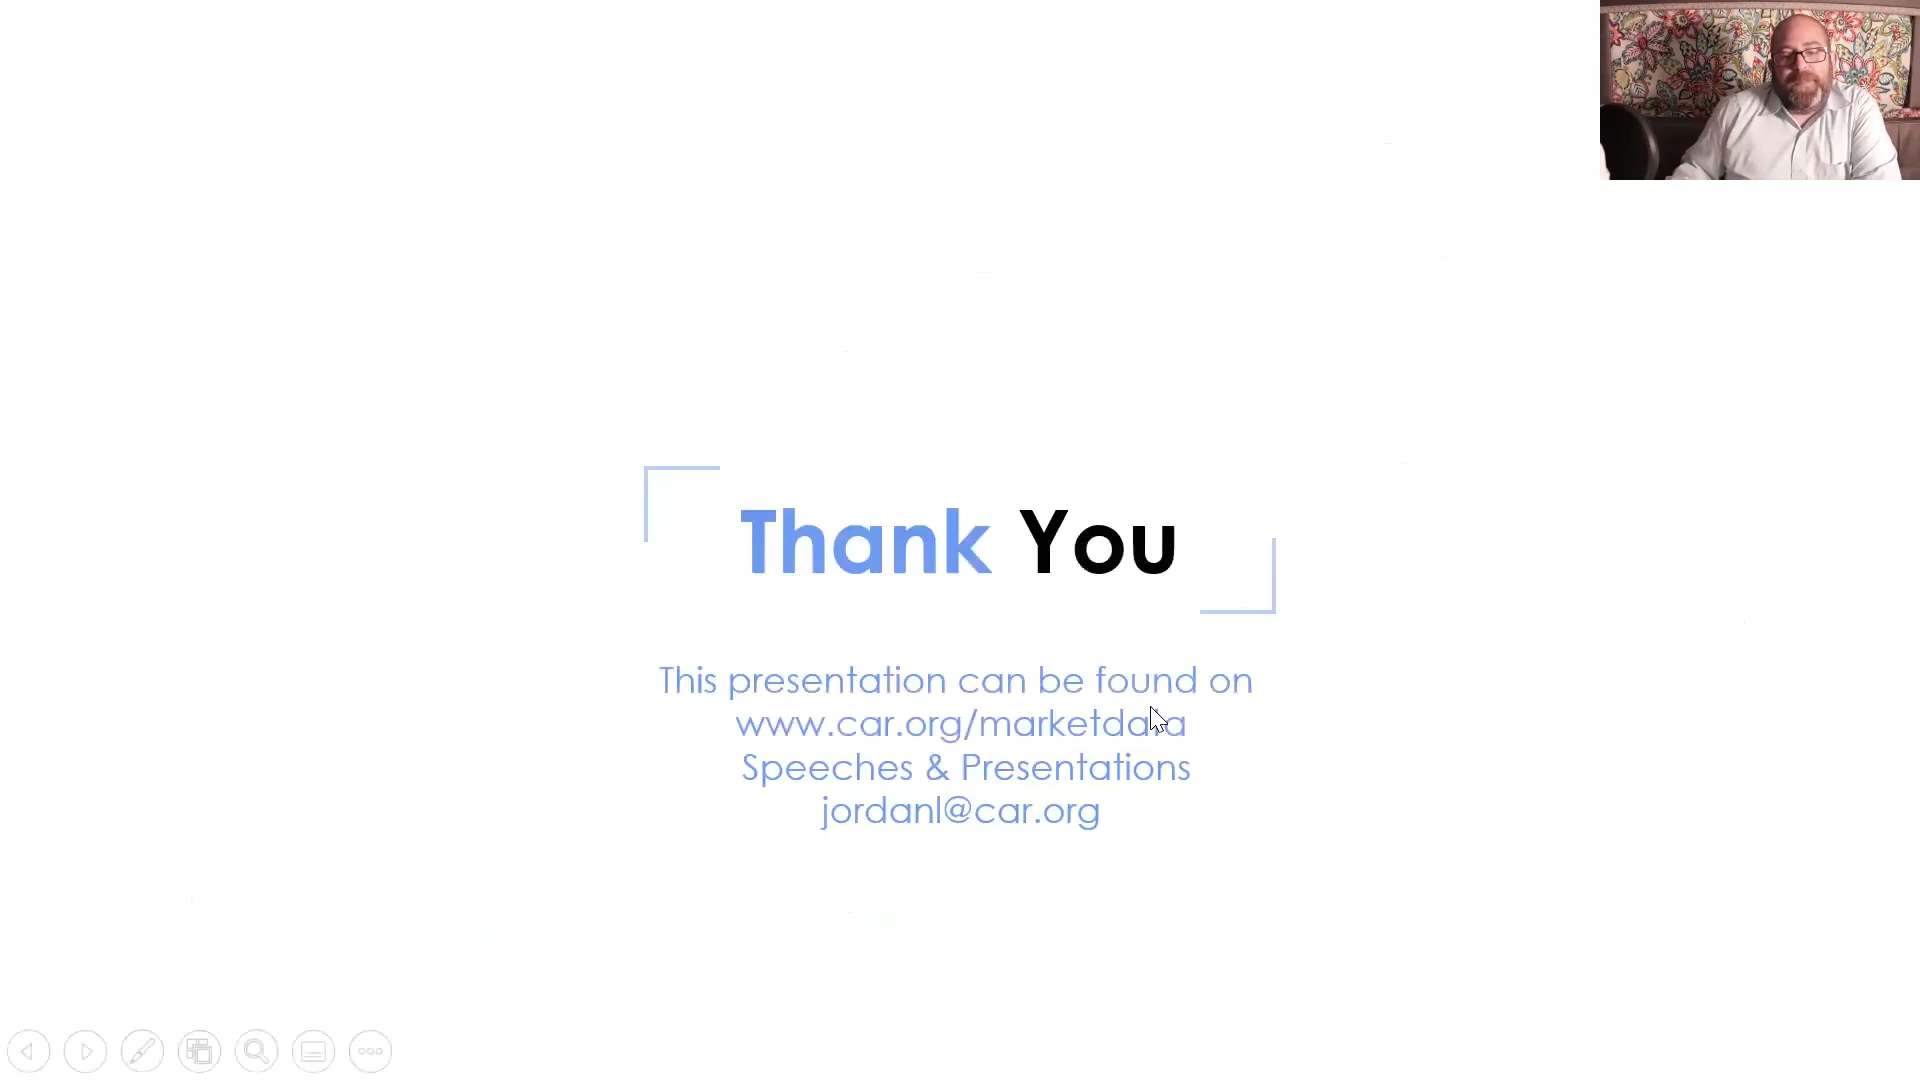 Thank You
This presentation can be found on
www.car.org/marketdata
Speeches & Presentations
jordanl@car.org